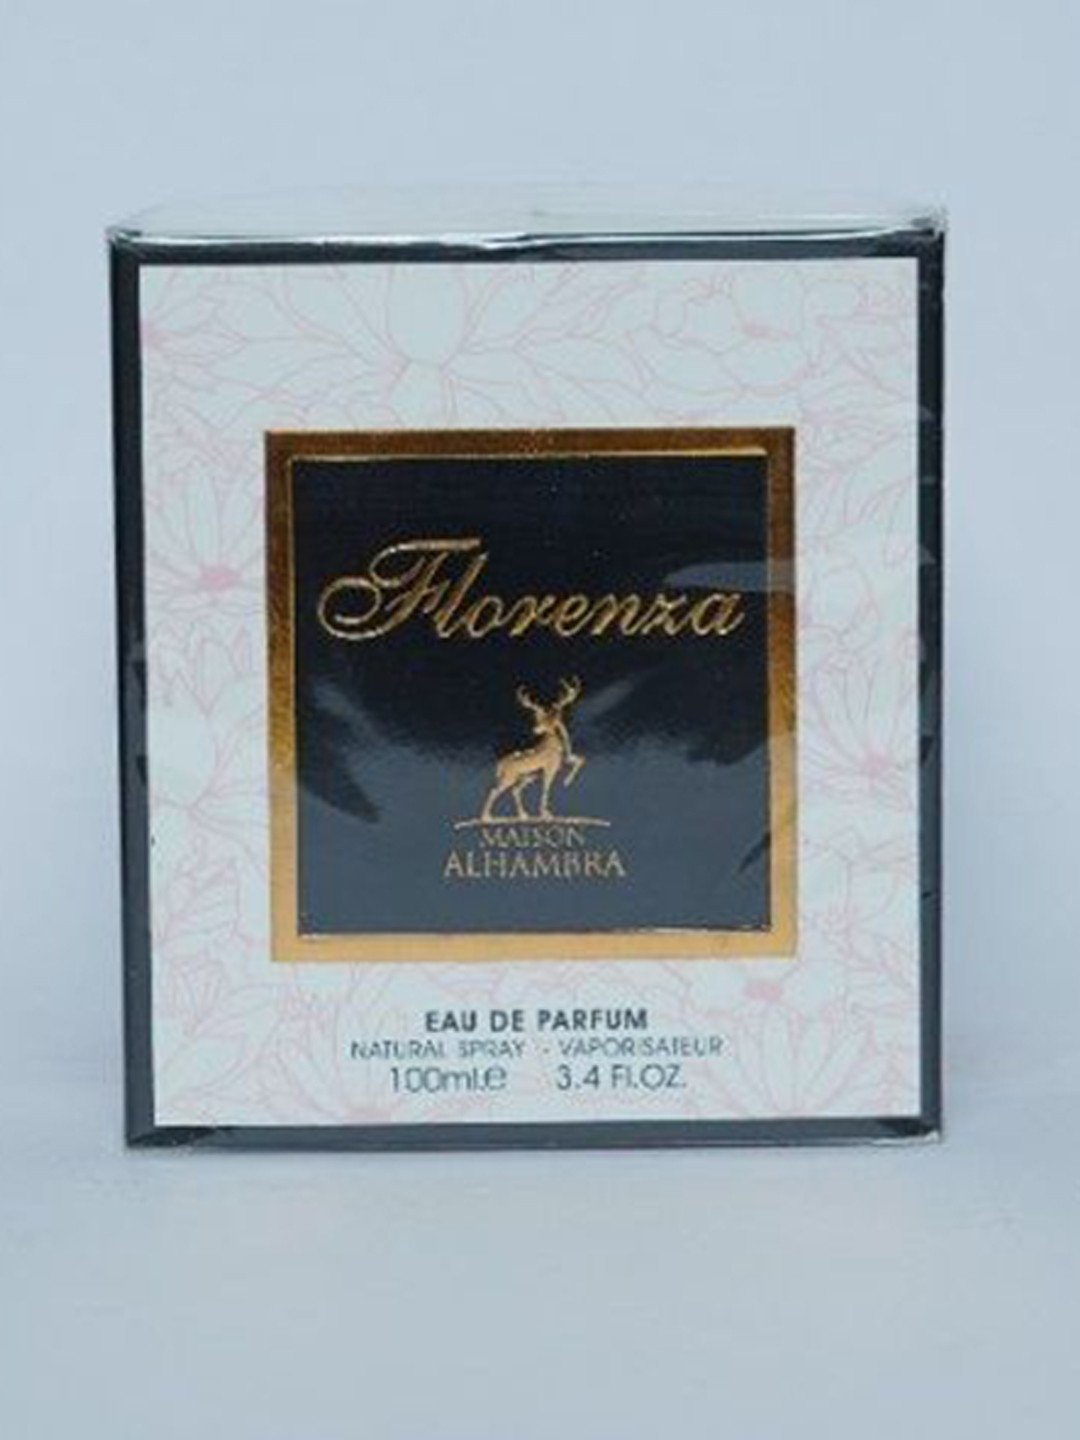 Florenza
MAISON
ALHAMBRA
EAU DE PARFUM
NATURAL SPRAY - VAPORISATEUR
100ml.e 3.4 Fl.OZ.